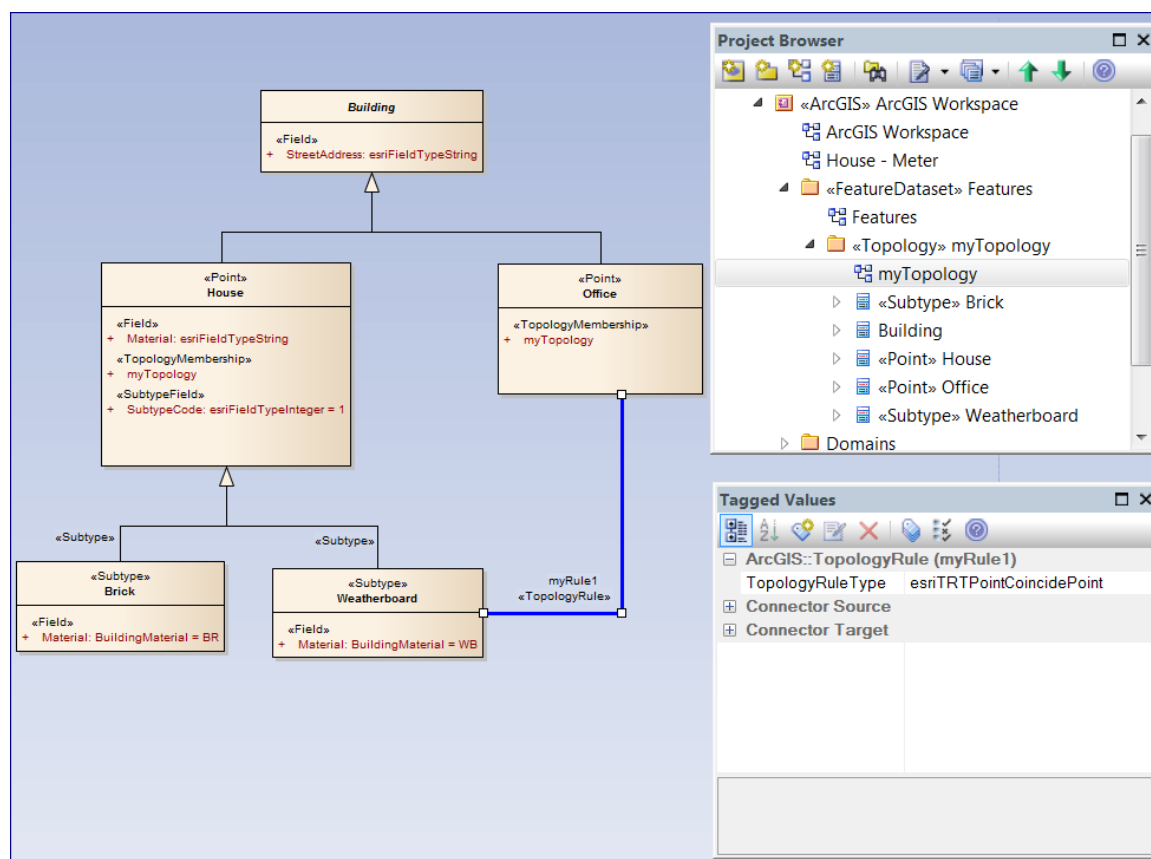 Building
«Field»
+ StreetAddress: esriFieldTypeString
«Point»
House
«Field»
+ Material: esriFieldTypeString
«TopologyMembership»
+ myTopology
«SubtypeField»
+ SubtypeCode: esriFieldTypeInteger = 1
«Point»
Office
«TopologyMembership»
+ myTopology
«Subtype»
«Subtype»
«Subtype»
Brick
«Field»
+ Material: BuildingMaterial = BR
«Subtype»
Weatherboard
«Field»
+ Material: BuildingMaterial = WB
myRule1
«TopologyRule»
Project Browser
«ArcGIS» ArcGIS Workspace
ArcGIS Workspace
House - Meter
«FeatureDataset» Features
Features
«Topology» myTopology
myTopology
«Subtype» Brick
Building
«Point» House
«Point» Office
«Subtype» Weatherboard
Domains
Tagged Values
ArcGIS::TopologyRule (myRule1)
TopologyRuleType esriTRTPointCoincidePoint
Connector Source
Connector Target